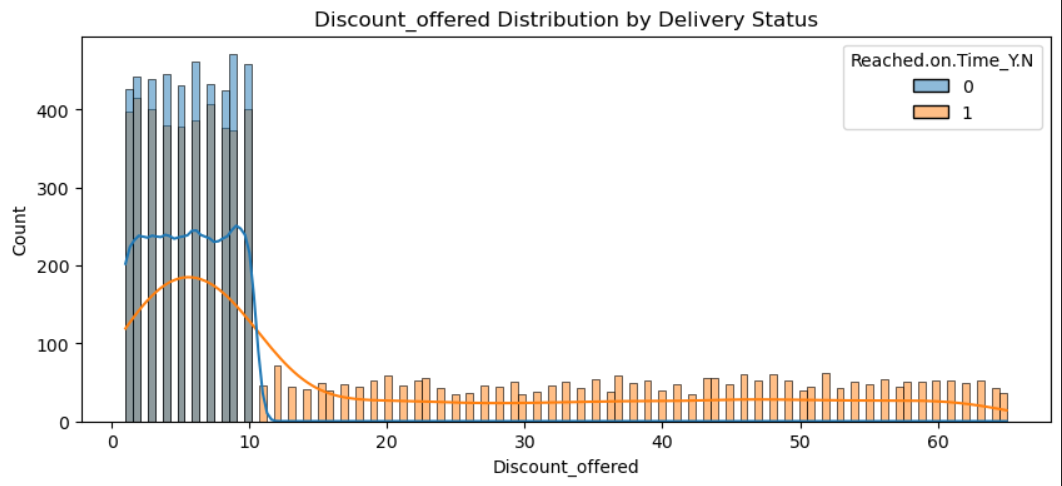 Discount_offered Distribution by Delivery Status
Reached.on.Time_Y.N
0
1
400
300
200
100
0
Count
0 10 20 30 40 50 60
Discount_offered